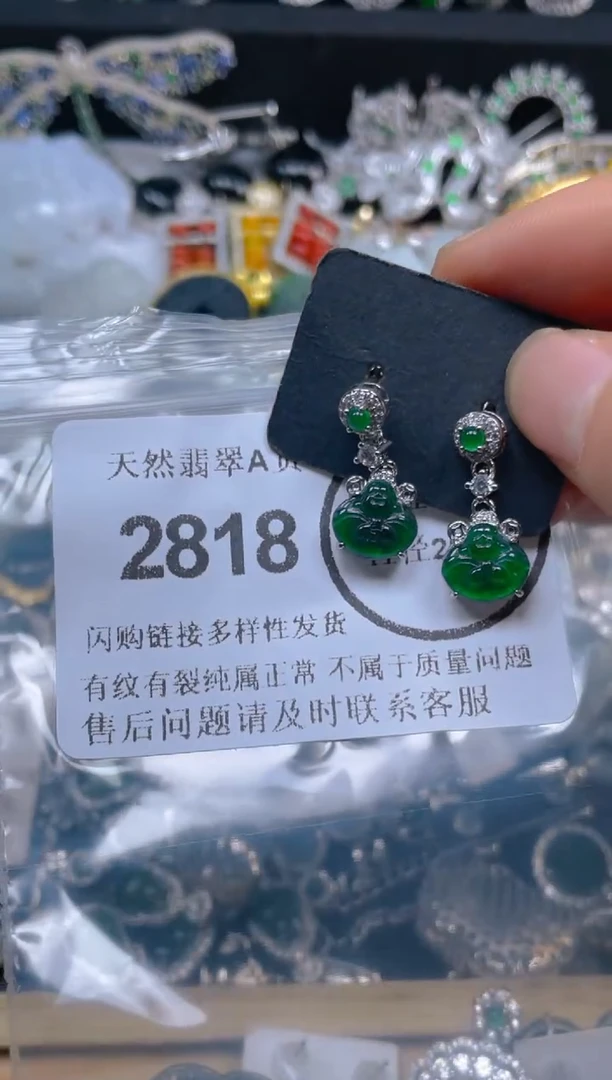 天然翡翠A货
2818
泾2
闪购链接多样性发货
有纹有裂纯属正常 不属于质量问题
售后问题请及时联系客服